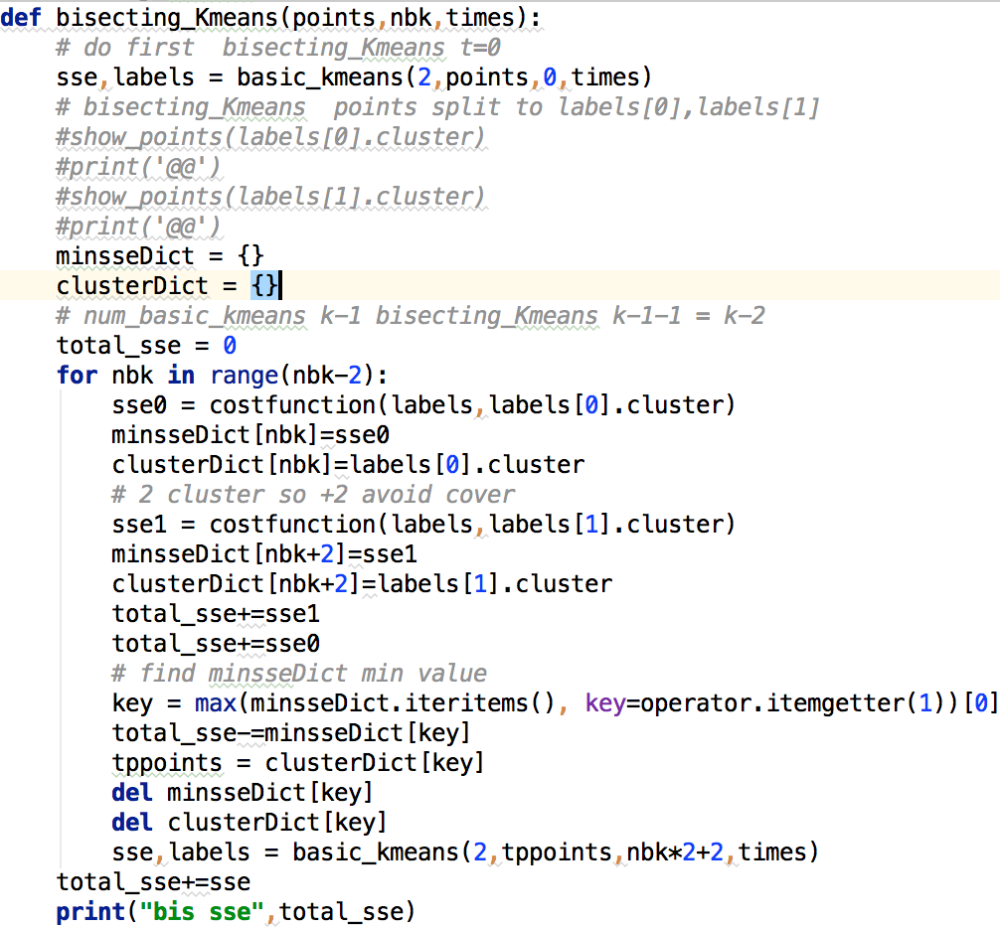 def bisecting_Kmeans(points,nbk,times):
    # do first  bisecting_Kmeans t=0
    sse,labels = basic_kmeans(2,points,0,times)
    # bisecting_Kmeans  points split to labels[0],labels[1]
    #show_points(labels[0].cluster)
    #print('@@')
    #show_points(labels[1].cluster)
    #print('@@')
    minsseDict = {}
    clusterDict = {}
    # num_basic_kmeans k-1 bisecting_Kmeans k-1-1 = k-2
    total_sse = 0
    for nbk in range(nbk-2):
        sse0 = costfunction(labels,labels[0].cluster)
        minsseDict[nbk]=sse0
        clusterDict[nbk]=labels[0].cluster
        # 2 cluster so +2 avoid cover
        sse1 = costfunction(labels,labels[1].cluster)
        minsseDict[nbk+2]=sse1
        clusterDict[nbk+2]=labels[1].cluster
        total_sse+=sse1
        total_sse+=sse0
        # find minsseDict min value
        key = max(minsseDict.iteritems(), key=operator.itemgetter(1))[0]
        total_sse-=minsseDict[key]
        tppoints = clusterDict[key]
        del minsseDict[key]
        del clusterDict[key]
        sse,labels = basic_kmeans(2,tppoints,nbk*2+2,times)
    total_sse+=sse
    print("bis sse",total_sse)